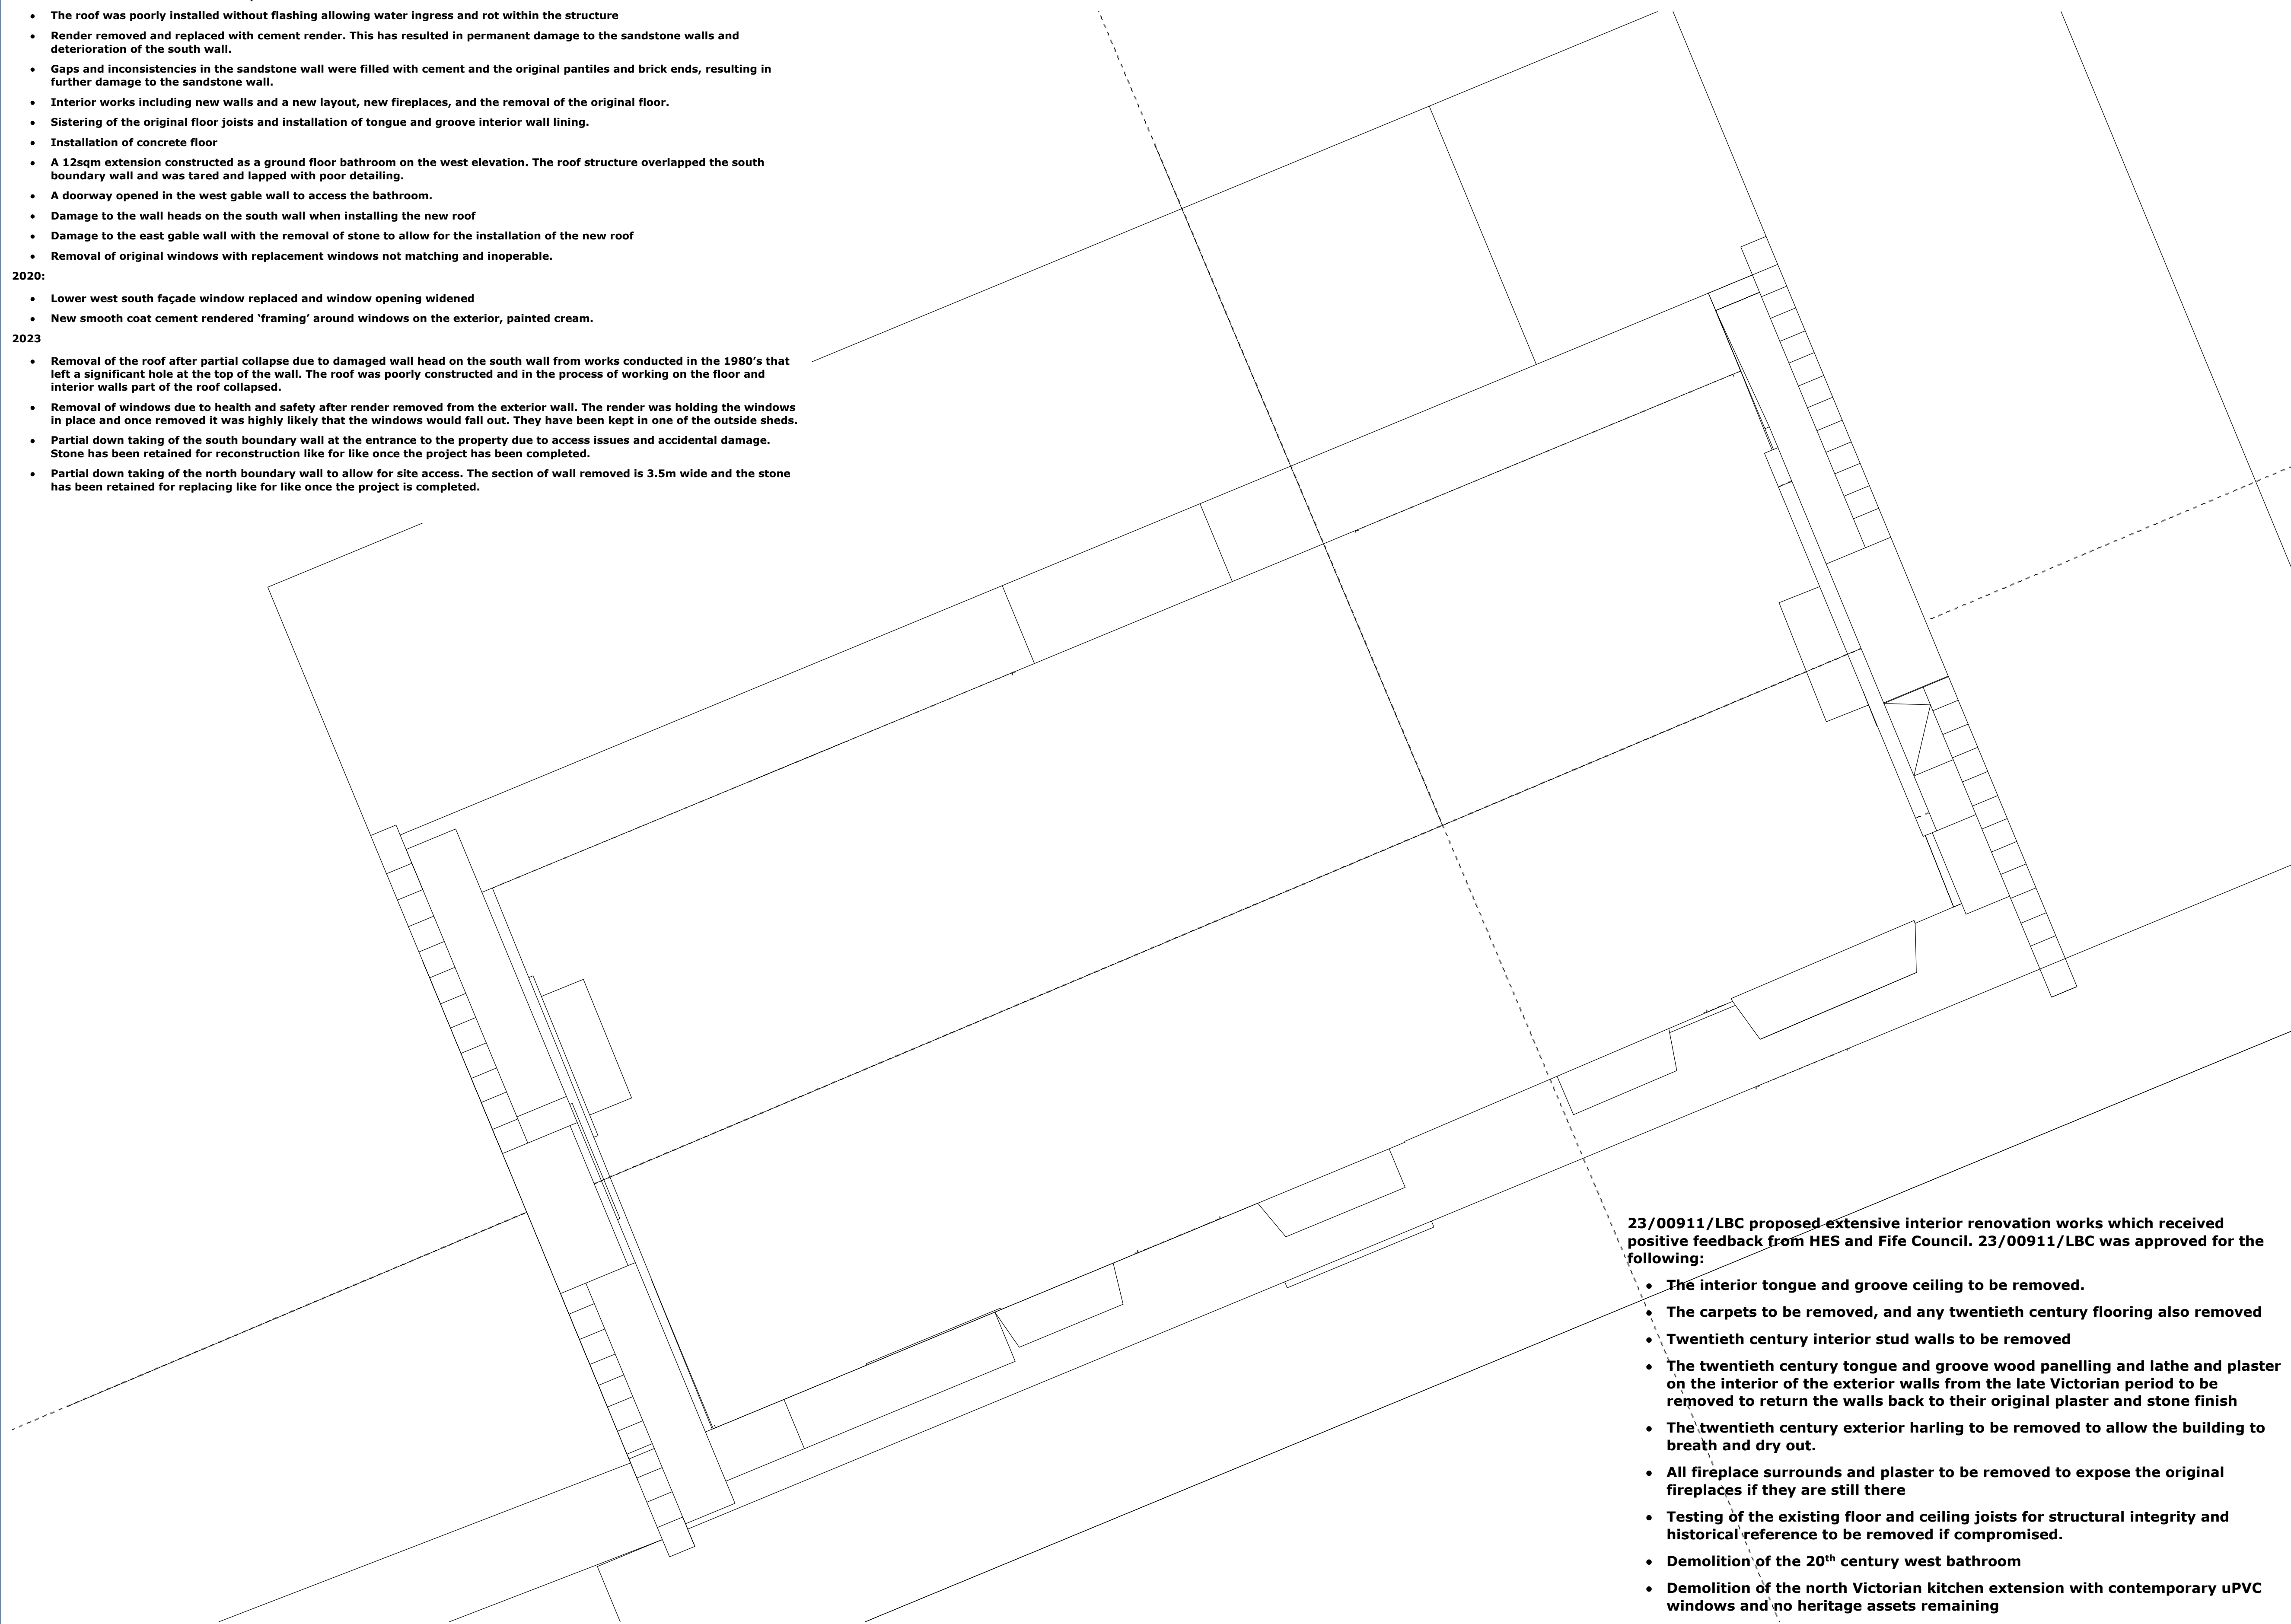 • The roof was poorly installed without flashing allowing water ingress and rot within the structure
• Render removed and replaced with cement render. This has resulted in permanent damage to the sandstone walls and
deterioration of the south wall.
• Gaps and inconsistencies in the sandstone wall were filled with cement and the original pantiles and brick ends, resulting in
further damage to the sandstone wall.
• Interior works including new walls and a new layout, new fireplaces, and the removal of the original floor.
• Sistering of the original floor joists and installation of tongue and groove interior wall lining.
• Installation of concrete floor
• A 12sqm extension constructed as a ground floor bathroom on the west elevation. The roof structure overlapped the south
boundary wall and was tared and lapped with poor detailing.
• A doorway opened in the west gable wall to access the bathroom.
• Damage to the wall heads on the south wall when installing the new roof
• Damage to the east gable wall with the removal of stone to allow for the installation of the new roof
• Removal of original windows with replacement windows not matching and inoperable.
2020:
• Lower west south façade window replaced and window opening widened
• New smooth coat cement rendered ‘framing’ around windows on the exterior, painted cream.
2023
• Removal of the roof after partial collapse due to damaged wall head on the south wall from works conducted in the 1980’s that
left a significant hole at the top of the wall. The roof was poorly constructed and in the process of working on the floor and
interior walls part of the roof collapsed.
• Removal of windows due to health and safety after render removed from the exterior wall. The render was holding the windows
in place and once removed it was highly likely that the windows would fall out. They have been kept in one of the outside sheds.
• Partial down taking of the south boundary wall at the entrance to the property due to access issues and accidental damage.
Stone has been retained for reconstruction like for like once the project has been completed.
• Partial down taking of the north boundary wall to allow for site access. The section of wall removed is 3.5m wide and the stone
has been retained for replacing like for like once the project is completed.
23/00911/LBC proposed extensive interior renovation works which received
positive feedback from HES and Fife Council. 23/00911/LBC was approved for the
following:
• The interior tongue and groove ceiling to be removed.
• The carpets to be removed, and any twentieth century flooring also removed
• Twentieth century interior stud walls to be removed
• The twentieth century tongue and groove wood panelling and lathe and plaster
on the interior of the exterior walls from the late Victorian period to be
removed to return the walls back to their original plaster and stone finish
• The twentieth century exterior harling to be removed to allow the building to
breath and dry out.
• All fireplace surrounds and plaster to be removed to expose the original
fireplaces if they are still there
• Testing of the existing floor and ceiling joists for structural integrity and
historical reference to be removed if compromised.
• Demolition of the 20th century west bathroom
• Demolition of the north Victorian kitchen extension with contemporary uPVC
windows and no heritage assets remaining